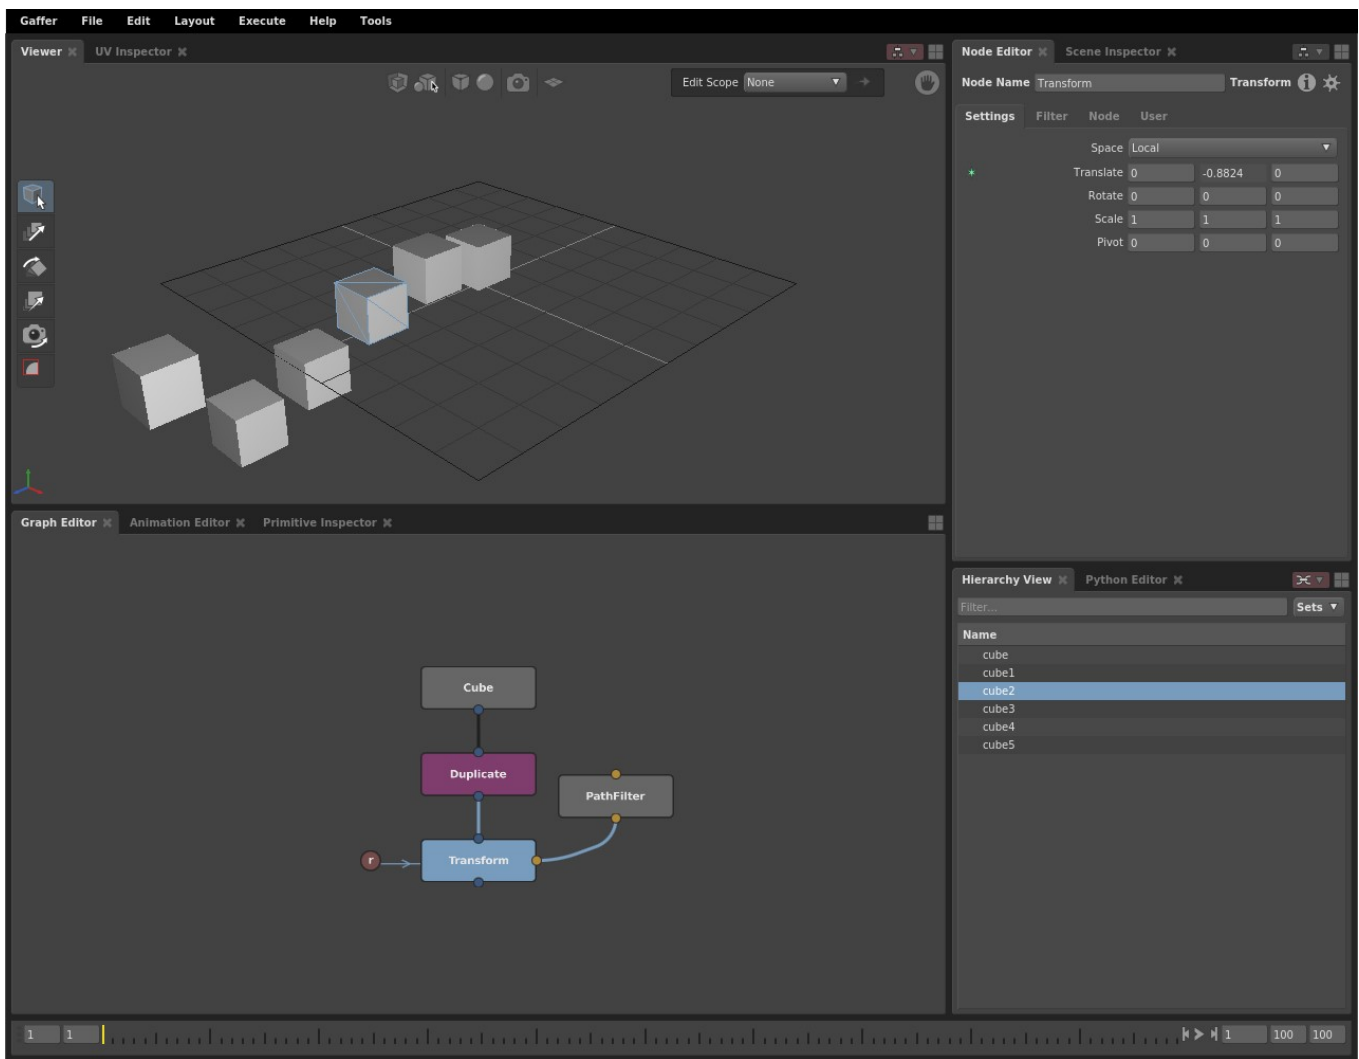 Gaffer File Edit Layout Execute Help Tools
Viewer UV Inspector
Edit Scope None
Graph Editor Animation Editor Primitive Inspector
Cube
Duplicate
PathFilter
r
Transform
Node Editor Scene Inspector
Node Name Transform Transform
Settings Filter Node User
Space Local
Translate 0 -0.8824 0
Rotate 0 0 0
Scale 1 1 1
Pivot 0 0 0
Hierarchy View Python Editor
Filter... Sets
Name
cube
cube1
cube2
cube3
cube4
cube5
1 1 1 100 100